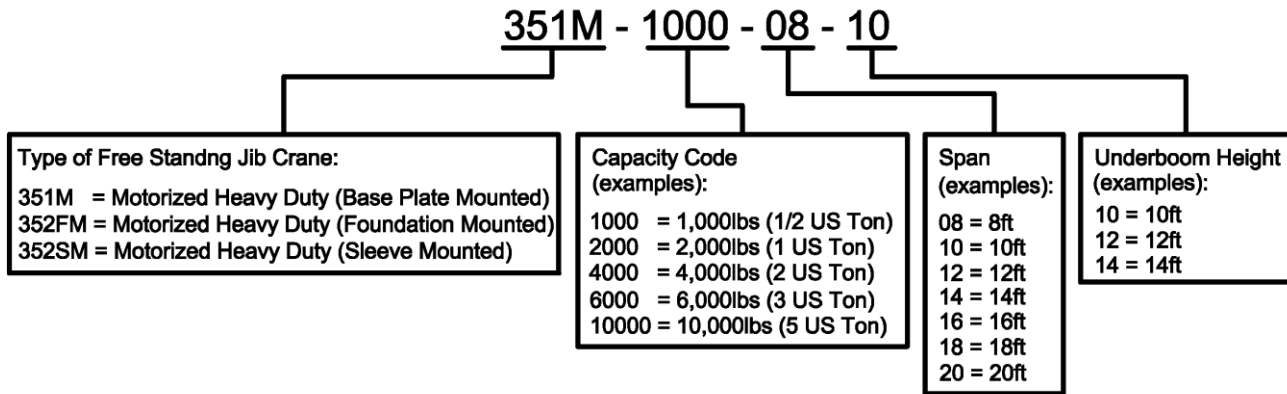 351M - 1000 - 08 - 10
Type of Free Standng Jib Crane:
351M = Motorized Heavy Duty (Base Plate Mounted)
352FM = Motorized Heavy Duty (Foundation Mounted)
352SM = Motorized Heavy Duty (Sleeve Mounted)
Capacity Code
(examples):
1000 = 1,000lbs (1/2 US Ton)
2000 = 2,000lbs (1 US Ton)
4000 = 4,000lbs (2 US Ton)
6000 = 6,000lbs (3 US Ton)
10000 = 10,000lbs (5 US Ton)
Span
(examples):
08 = 8ft
10 = 10ft
12 = 12ft
14 = 14ft
16 = 16ft
18 = 18ft
20 = 20ft
Underboom Height
(examples):
10 = 10ft
12 = 12ft
14 = 14ft